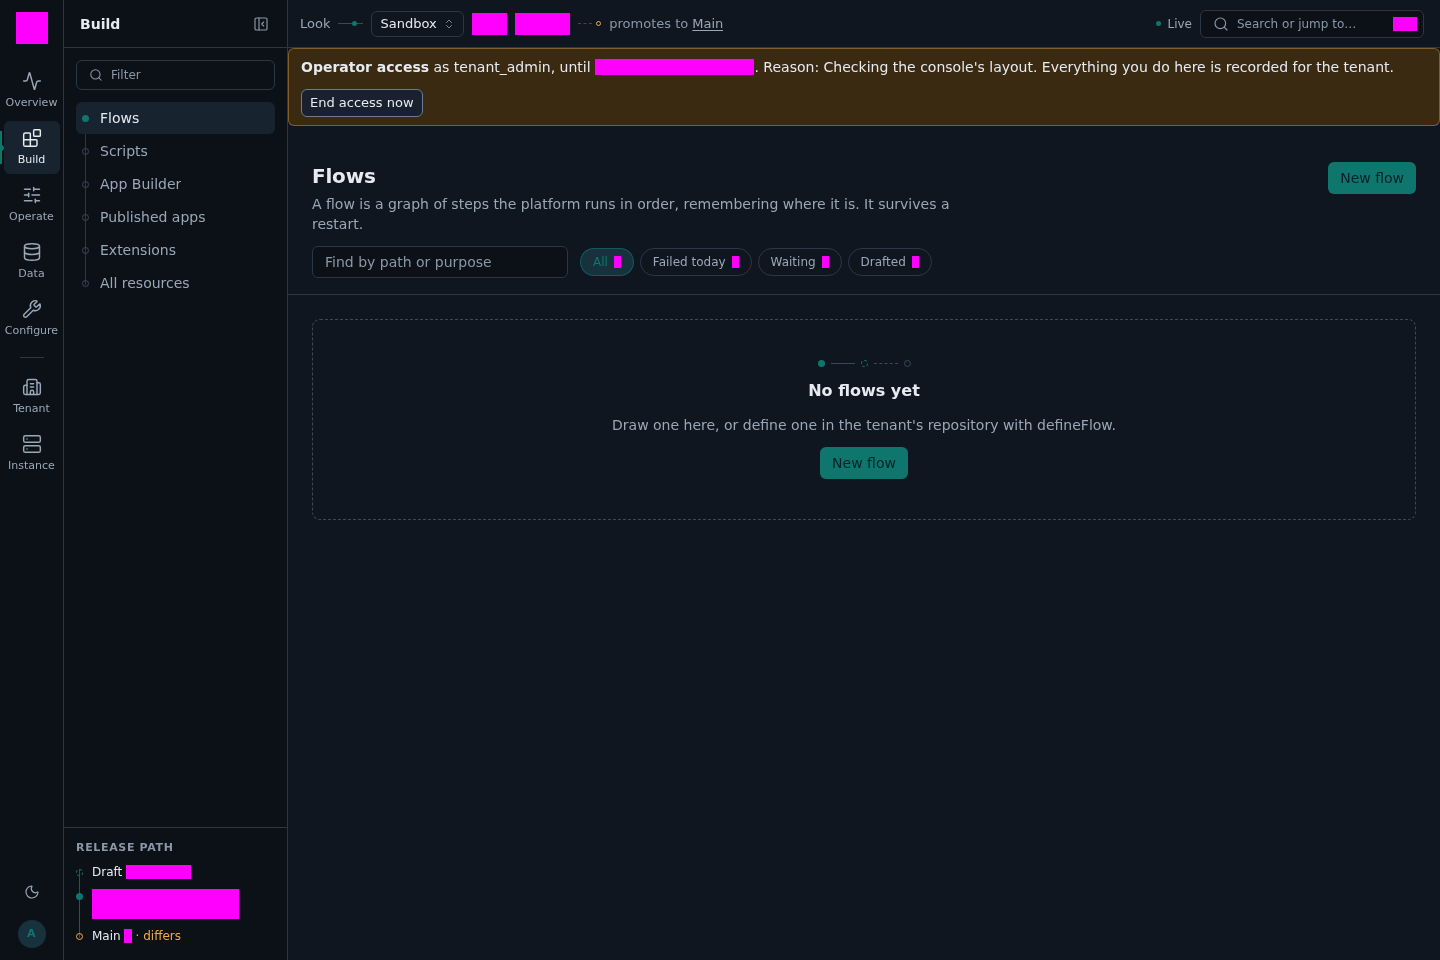 Build
Look
Sandbox
promotes to Main
Live
Search or jump to...
Overview
Build
Operate
Data
Configure
Tenant
Instance
A
Filter
Flows
Scripts
App Builder
Published apps
Extensions
All resources
RELEASE PATH
Draft
Main · differs
Operator access as tenant_admin, until . Reason: Checking the console's layout. Everything you do here is recorded for the tenant.
End access now
Flows
New flow
A flow is a graph of steps the platform runs in order, remembering where it is. It survives a
restart.
Find by path or purpose
All
Failed today
Waiting
Drafted
No flows yet
Draw one here, or define one in the tenant's repository with defineFlow.
New flow